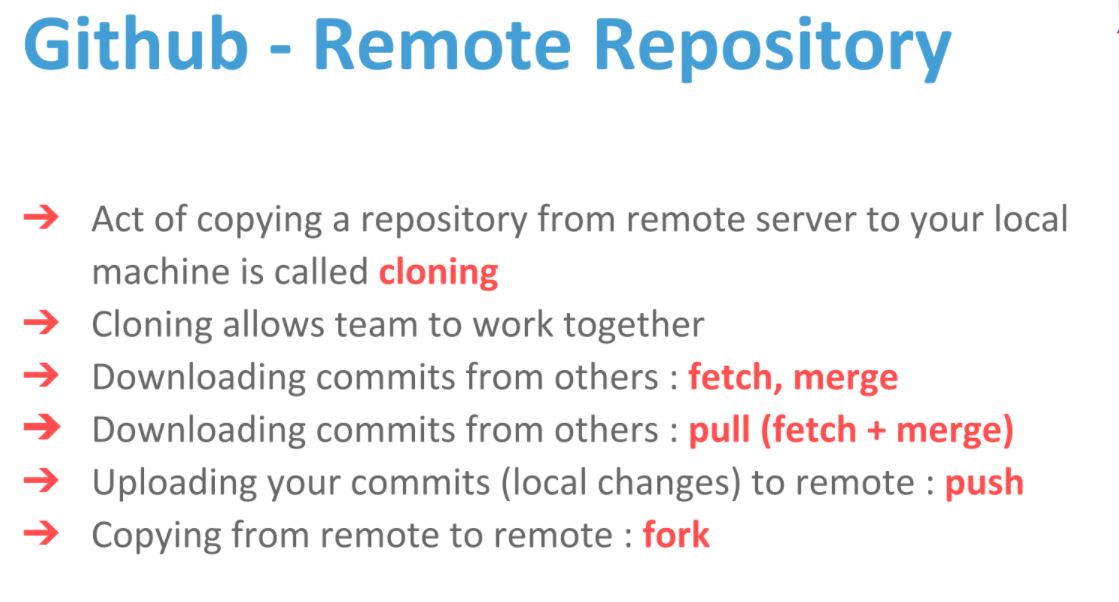 Github - Remote Repository
➔ Act of copying a repository from remote server to your local
machine is called cloning
➔ Cloning allows team to work together
➔ Downloading commits from others : fetch, merge
➔ Downloading commits from others : pull (fetch + merge)
➔ Uploading your commits (local changes) to remote : push
➔ Copying from remote to remote : fork